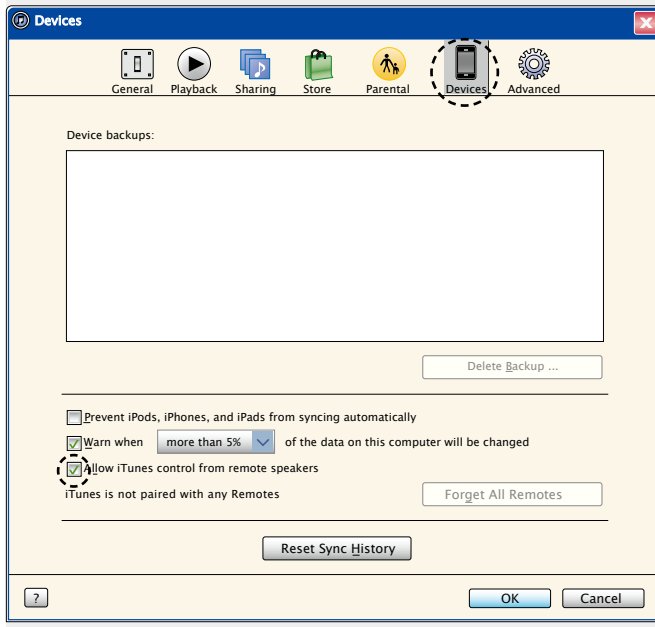 Devices
General Playback Sharing Store Parental Devices Advanced
Device backups:
Delete Backup ...
Prevent iPods, iPhones, and iPads from syncing automatically
Warn when more than 5% of the data on this computer will be changed
Allow iTunes control from remote speakers
iTunes is not paired with any Remotes Forget All Remotes
Reset Sync History
? OK Cancel